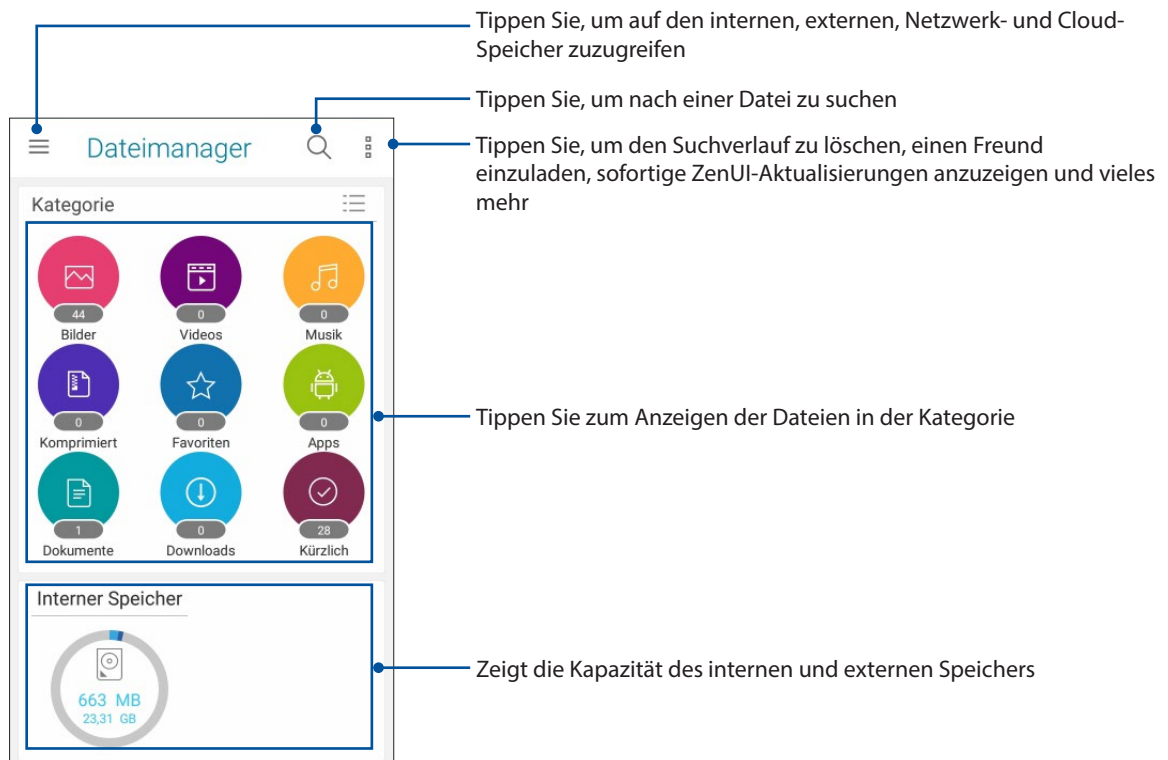 Tippen Sie, um auf den internen, externen, Netzwerk- und Cloud-
Speicher zuzugreifen
Tippen Sie, um nach einer Datei zu suchen
Tippen Sie, um den Suchverlauf zu löschen, einen Freund
einzuladen, sofortige ZenUI-Aktualisierungen anzuzeigen und vieles
mehr
Dateimanager
Kategorie
44
0
0
Bilder
Videos
Musik
0
0
0
Komprimiert
Favoriten
Apps
Tippen Sie zum Anzeigen der Dateien in der Kategorie
1
0
28
Dokumente
Downloads
Kürzlich
Interner Speicher
663 MB
23,31 GB
Zeigt die Kapazität des internen und externen Speichers